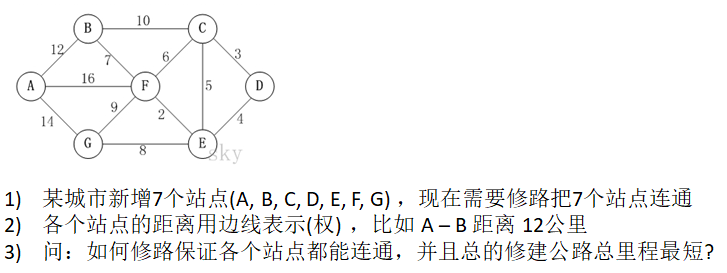 10
B C
12 7 6 3
16
A F 5 D
14 9 2 4
G E
8
sky
1) 某城市新增7个站点(A, B, C, D, E, F, G) ，现在需要修路把7个站点连通
2) 各个站点的距离用边线表示(权) ，比如 A – B 距离 12公里
3) 问：如何修路保证各个站点都能连通，并且总的修建公路总里程最短?